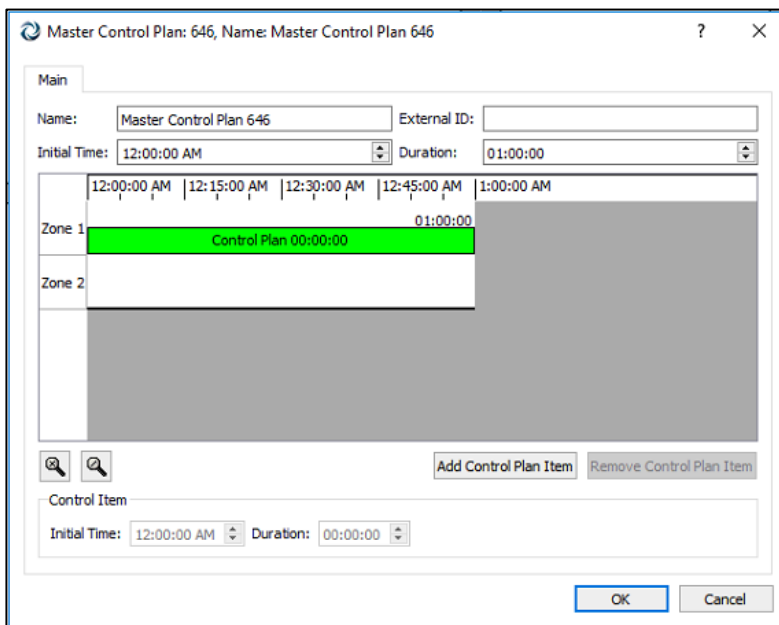 Master Control Plan: 646, Name: Master Control Plan 646 ?
Main
Name: Master Control Plan 646 External ID:
Initial Time: 12:00:00 AM Duration: 01:00:00
12:00:00 AM 12:15:00 AM 12:30:00 AM 12:45:00 AM 1:00:00 AM
01:00:00
Zone 1 Control Plan 00:00:00
Zone 2
Add Control Plan Item Remove Control Plan Item
Control Item
Initial Time: 12:00:00 AM Duration: 00:00:00
OK Cancel